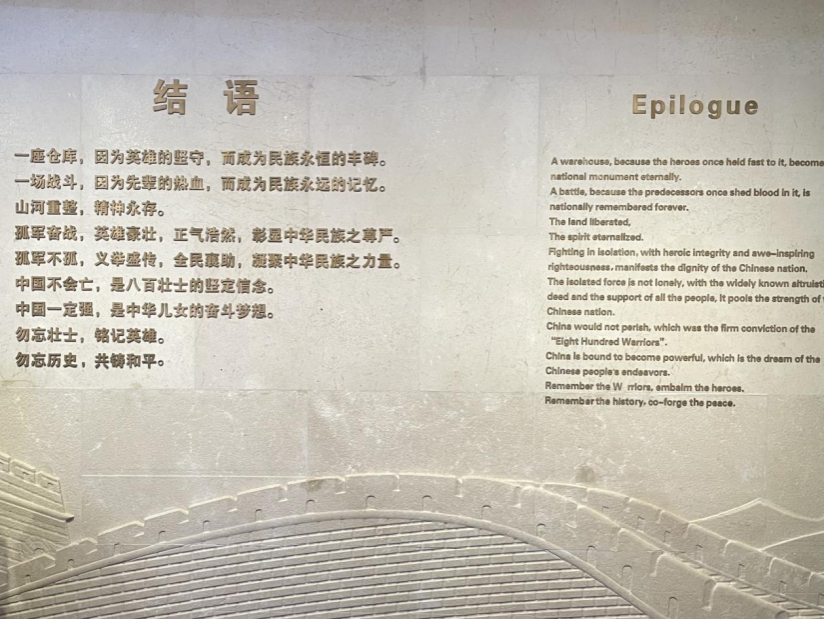 结 语
一座仓库，因为英雄的坚守，而成为民族永恒的丰碑。
一场战斗，因为先辈的热血，而成为民族永远的记忆。
山河重整，精神永存。
孤军奋战，英雄豪壮，正气浩然，彰显中华民族之尊严。
孤军不孤，义举盛传，全民襄助，凝聚中华民族之力量。
中国不会亡，是八百壮士的坚定信念。
中国一定强，是中华儿女的奋斗梦想。
勿忘壮士，铭记英雄。
勿忘历史，共铸和平。
Epilogue
A warehouse, because the heroes once held fast to it, become
national monument eternally.
A battle, because the predecessors once shed blood in it, is
nationally remembered forever.
The land liberated,
The spirit eternalized.
Fighting in isolation, with heroic integrity and awe-inspiring
righteousness, manifests the dignity of the Chinese nation.
The isolated force is not lonely, with the widely known altruisti
deed and the support of all the people, it pools the strength of
Chinese nation.
China would not perish, which was the firm conviction of the
"Eight Hundred Warriors".
China is bound to become powerful, which is the dream of the
Chinese people's endeavors.
Remember the W rriors, embalm the heroes.
Remember the history, co-forge the peace.